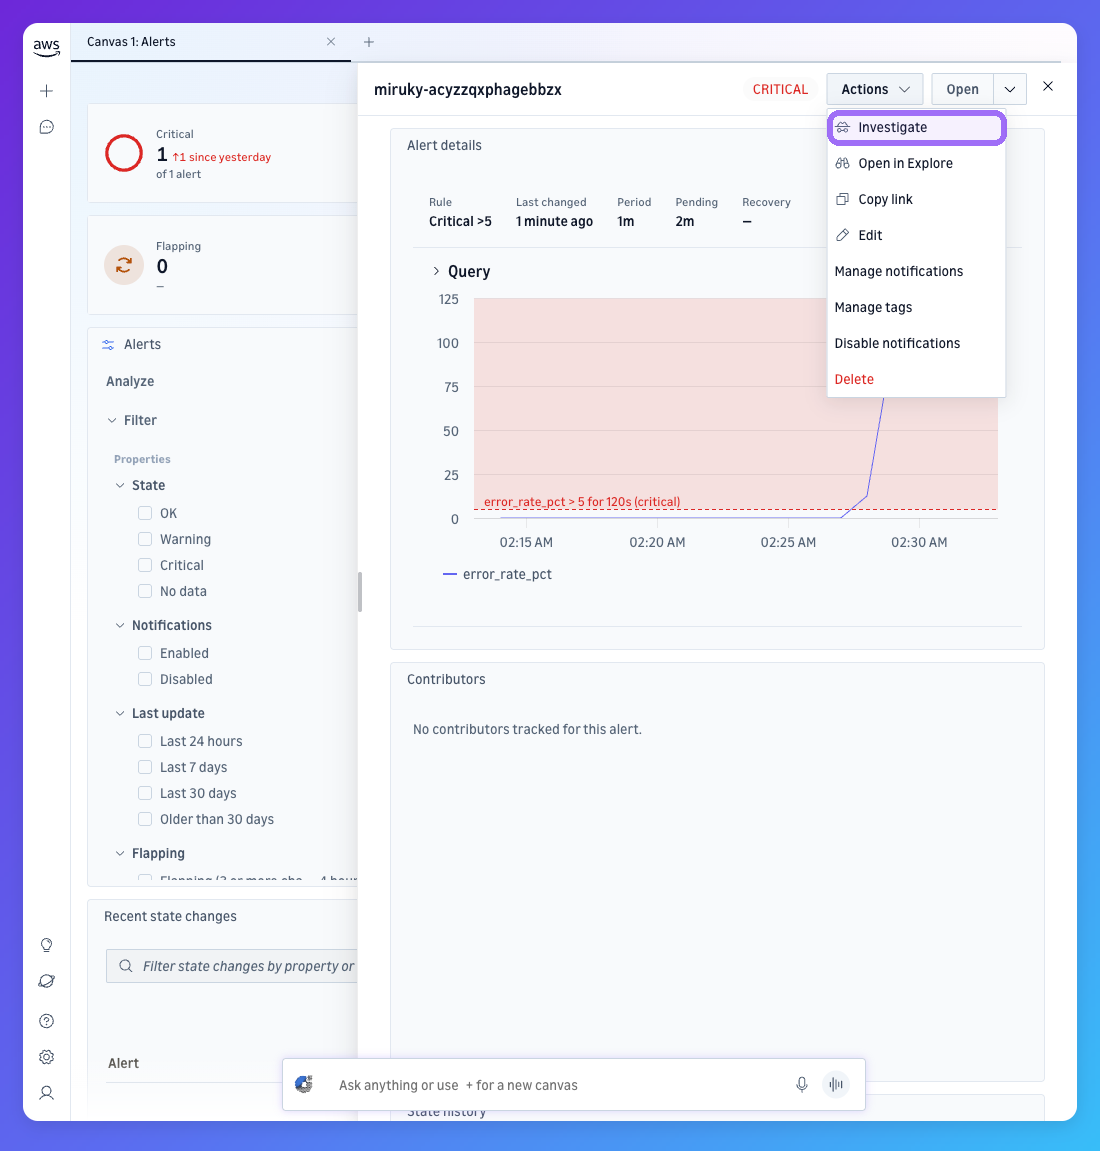 aws
Canvas 1: Alerts
miruky-acyzzqxphagebbzx
CRITICAL
Actions
Open
Investigate
Open in Explore
Copy link
Edit
Manage notifications
Manage tags
Disable notifications
Delete
Critical
1 ↑1 since yesterday
of 1 alert
Flapping
0
–
Alerts
Analyze
Filter
Properties
State
OK
Warning
Critical
No data
Notifications
Enabled
Disabled
Last update
Last 24 hours
Last 7 days
Last 30 days
Older than 30 days
Flapping
Recent state changes
Filter state changes by property or
Alert
Alert details
Rule Last changed Period Pending Recovery
Critical >5 1 minute ago 1m 2m –
Query
125
100
75
50
25
0
error_rate_pct > 5 for 120s (critical)
02:15 AM 02:20 AM 02:25 AM 02:30 AM
error_rate_pct
Contributors
No contributors tracked for this alert.
Ask anything or use + for a new canvas
State history